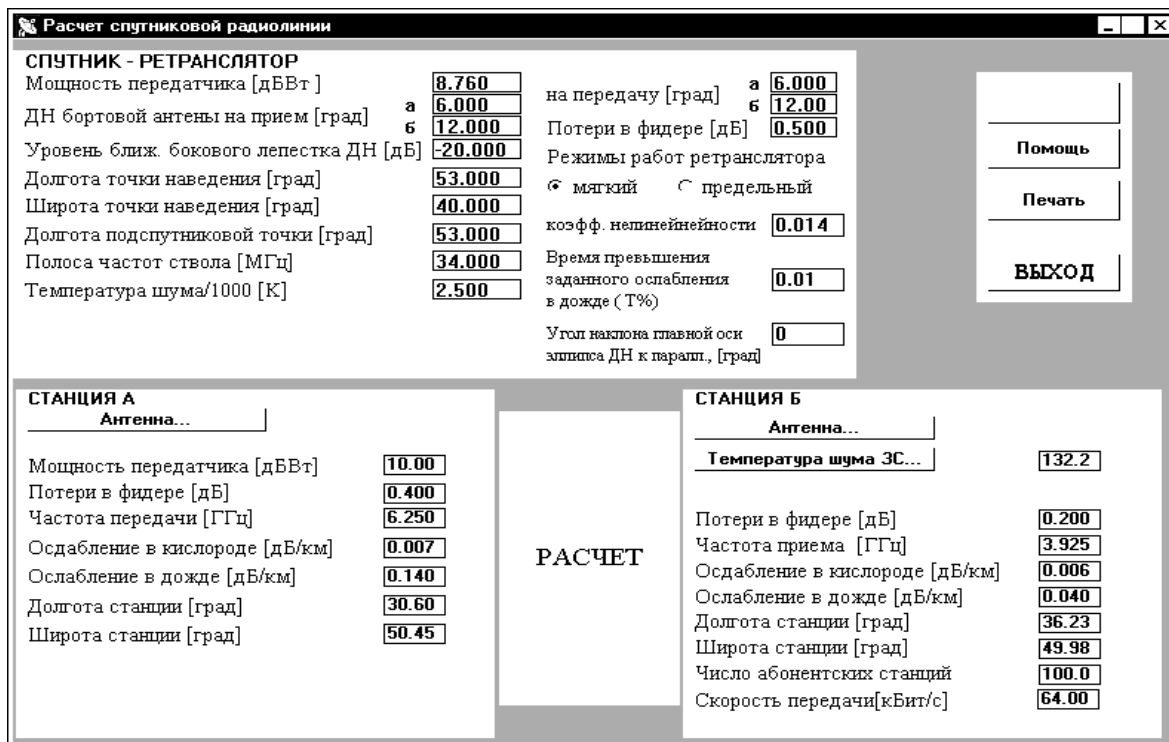 Расчет спутниковой радиолинии
СПУТНИК - РЕТРАНСЛЯТОР
Мощность передатчика [дБВт ] 8.760
ДН бортовой антены на прием [град] а 6.000
б 12.000
Уровень ближ. бокового лепестка ДН [дБ] -20.000
Долгота точки наведения [град] 53.000
Широта точки наведения [град] 40.000
Долгота подспутниковой точки [град] 53.000
Полоса частот ствола [МГц] 34.000
Температура шума/1000 [К] 2.500
на передачу [град] а 6.000
б 12.00
Потери в фидере [дБ] 0.500
Режимы работ ретранслятора
мягкий предельный
коэфф. нелинейнейности 0.014
Время превышения
заданного ослабления 0.01
в дожде ( Т%)
Угол наклона главной оси 0
эллипса ДН к паралл., [град]
Помощь
Печать
ВЫХОД
СТАНЦИЯ А
Антенна...
Мощность передатчика [дБВт] 10.00
Потери в фидере [дБ] 0.400
Частота передачи [ГГц] 6.250
Осдабление в кислороде [дБ/км] 0.007
Ослабление в дожде [дБ/км] 0.140
Долгота станции [град] 30.60
Широта станции [град] 50.45
РАСЧЕТ
СТАНЦИЯ Б
Антенна...
Температура шума ЗС... 132.2
Потери в фидере [дБ] 0.200
Частота приема [ГГц] 3.925
Осдабление в кислороде [дБ/км] 0.006
Ослабление в дожде [дБ/км] 0.040
Долгота станции [град] 36.23
Широта станции [град] 49.98
Число абонентских станций 100.0
Скорость передачи[кБит/с] 64.00